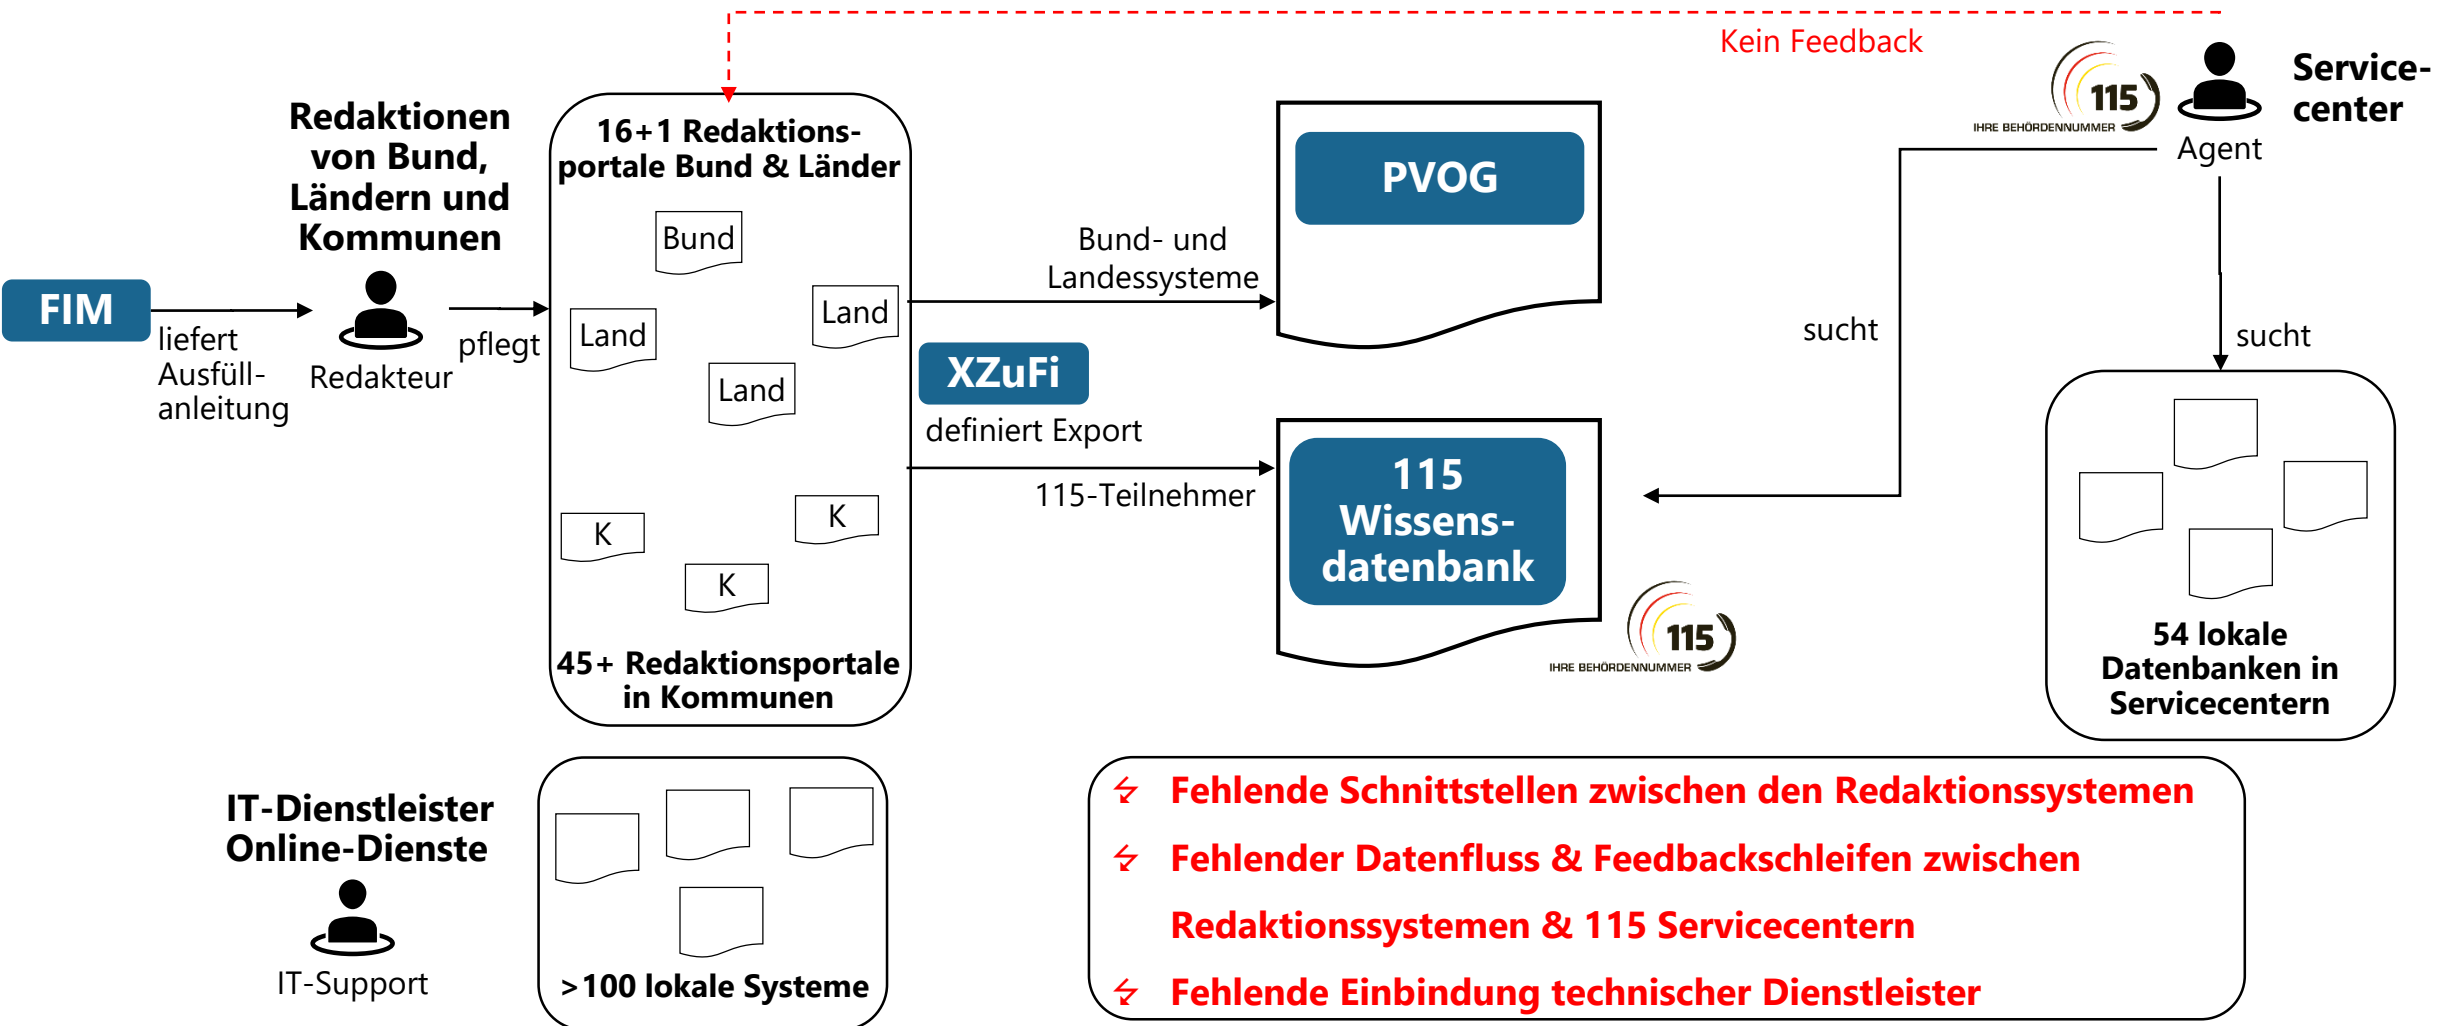 Kein Feedback
115
IHRE BEHÖRDENNUMMER
Service-
center
Agent
Redaktionen
von Bund,
Ländern und
Kommunen
16+1 Redaktions-
portale Bund & Länder
Bund
Land
Land
Land
K
K
K
45+ Redaktionsportale
in Kommunen
FIM
liefert
Ausfüll-
anleitung
Redakteur
pflegt
Bund- und
Landessysteme
PVOG
XZuFi
definiert Export
115-Teilnehmer
115
Wissens-
datenbank
115
IHRE BEHÖRDENNUMMER
sucht
sucht
54 lokale
Datenbanken in
Servicecentern
IT-Dienstleister
Online-Dienste
IT-Support
>100 lokale Systeme
Fehlende Schnittstellen zwischen den Redaktionssystemen
Fehlender Datenfluss & Feedbackschleifen zwischen
Redaktionssystemen & 115 Servicecentern
Fehlende Einbindung technischer Dienstleister